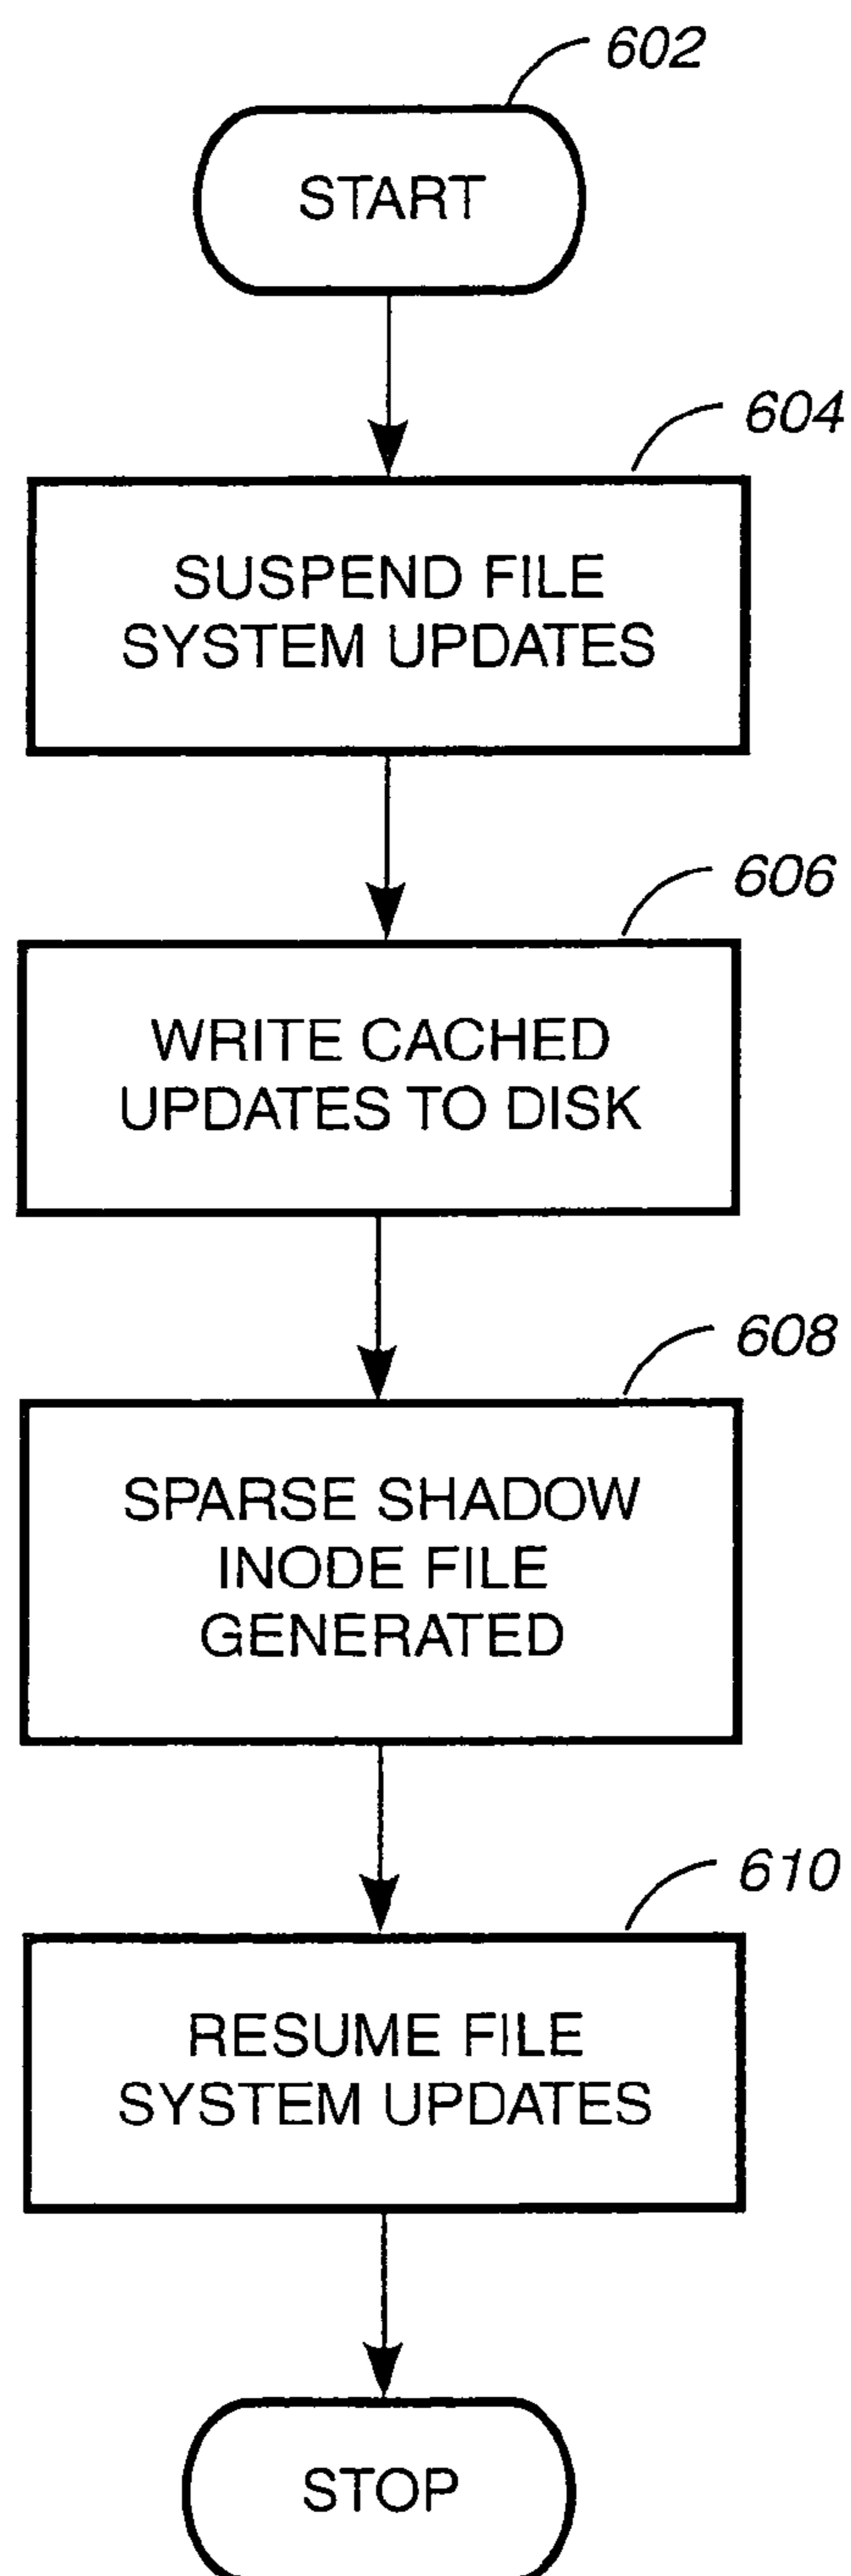 602
START
604
SUSPEND FILE
SYSTEM UPDATES
606
WRITE CACHED
UPDATES TO DISK
608
SPARSE SHADOW
INODE FILE
GENERATED
610
RESUME FILE
SYSTEM UPDATES
STOP